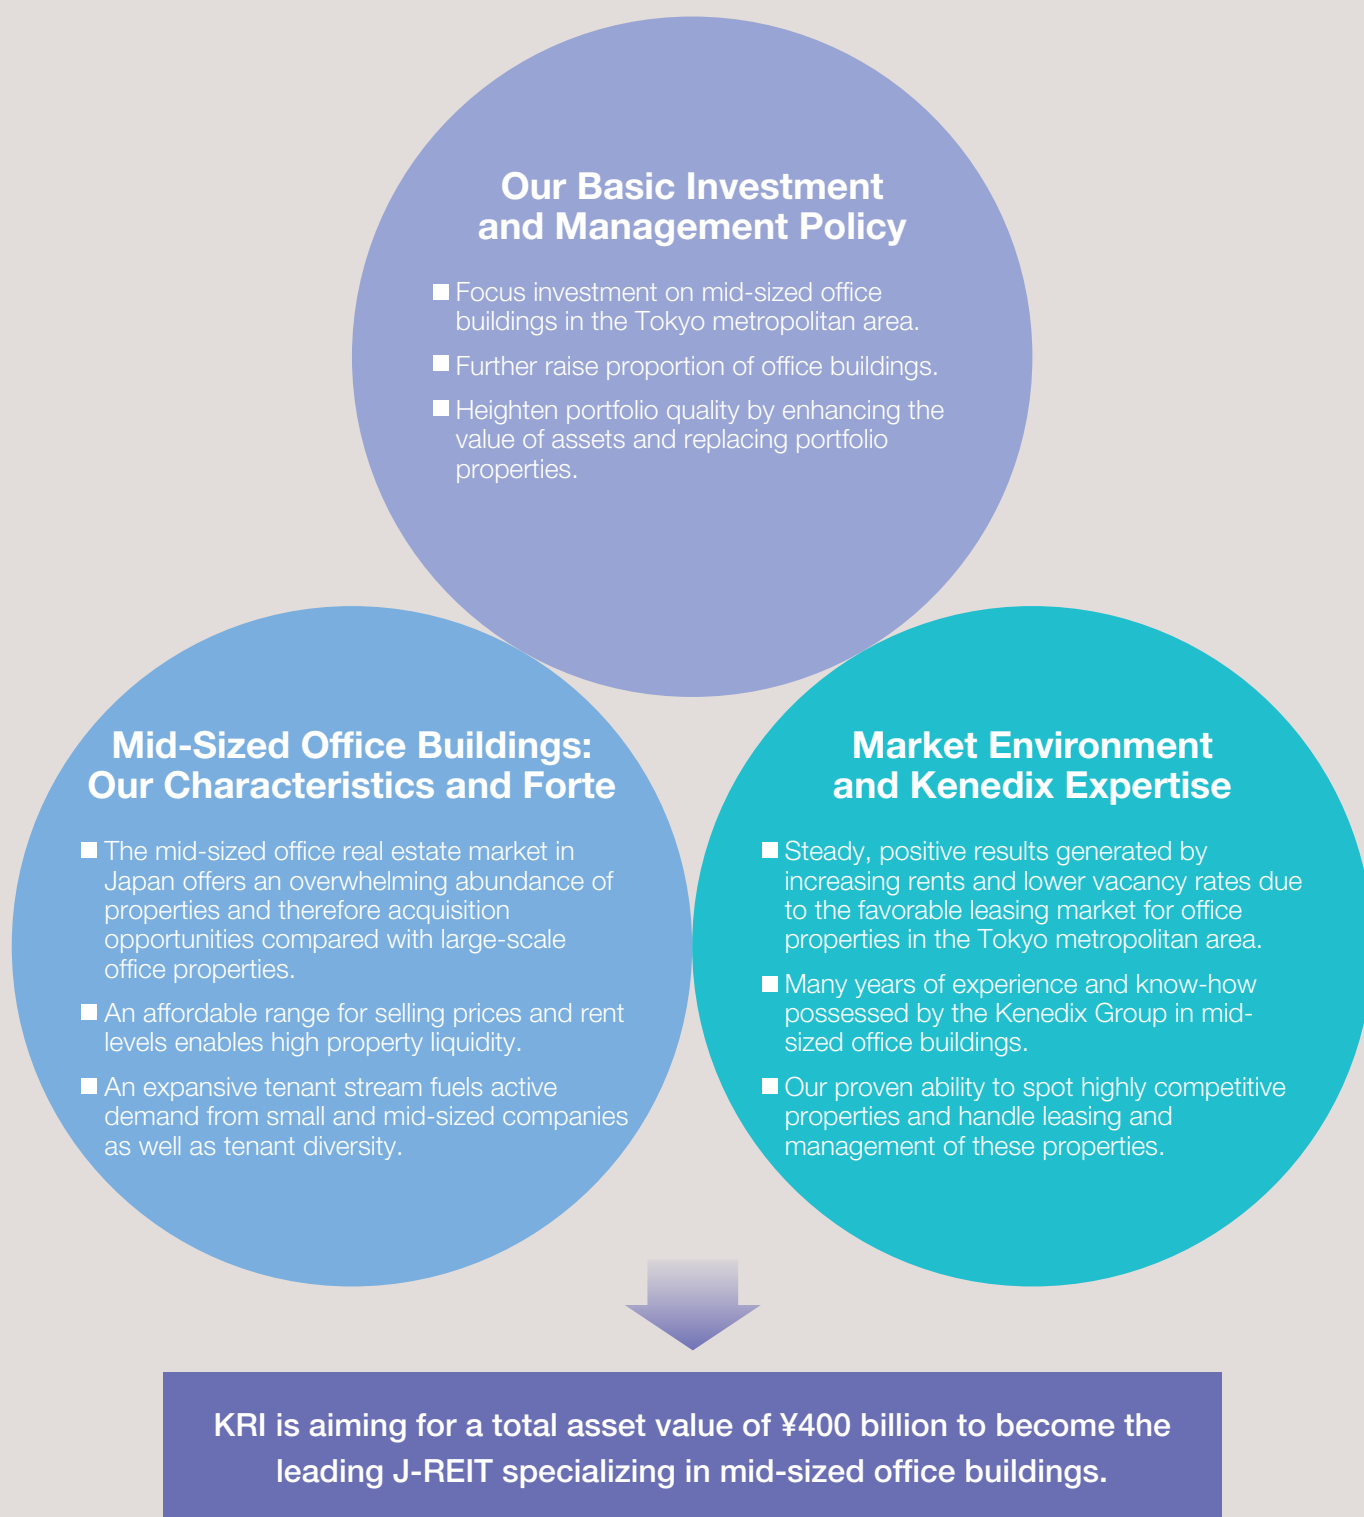 Our Basic Investment
and Management Policy
■ Focus investment on mid-sized office
buildings in the Tokyo metropolitan area.
■ Further raise proportion of office buildings.
■ Heighten portfolio quality by enhancing the
value of assets and replacing portfolio
properties.
Mid-Sized Office Buildings:
Our Characteristics and Forte
■ The mid-sized office real estate market in
Japan offers an overwhelming abundance of
properties and therefore acquisition
opportunities compared with large-scale
office properties.
■ An affordable range for selling prices and rent
levels enables high property liquidity.
■ An expansive tenant stream fuels active
demand from small and mid-sized companies
as well as tenant diversity.
Market Environment
and Kenedix Expertise
■ Steady, positive results generated by
increasing rents and lower vacancy rates due
to the favorable leasing market for office
properties in the Tokyo metropolitan area.
■ Many years of experience and know-how
possessed by the Kenedix Group in mid-
sized office buildings.
■ Our proven ability to spot highly competitive
properties and handle leasing and
management of these properties.
KRI is aiming for a total asset value of ¥400 billion to become the
leading J-REIT specializing in mid-sized office buildings.